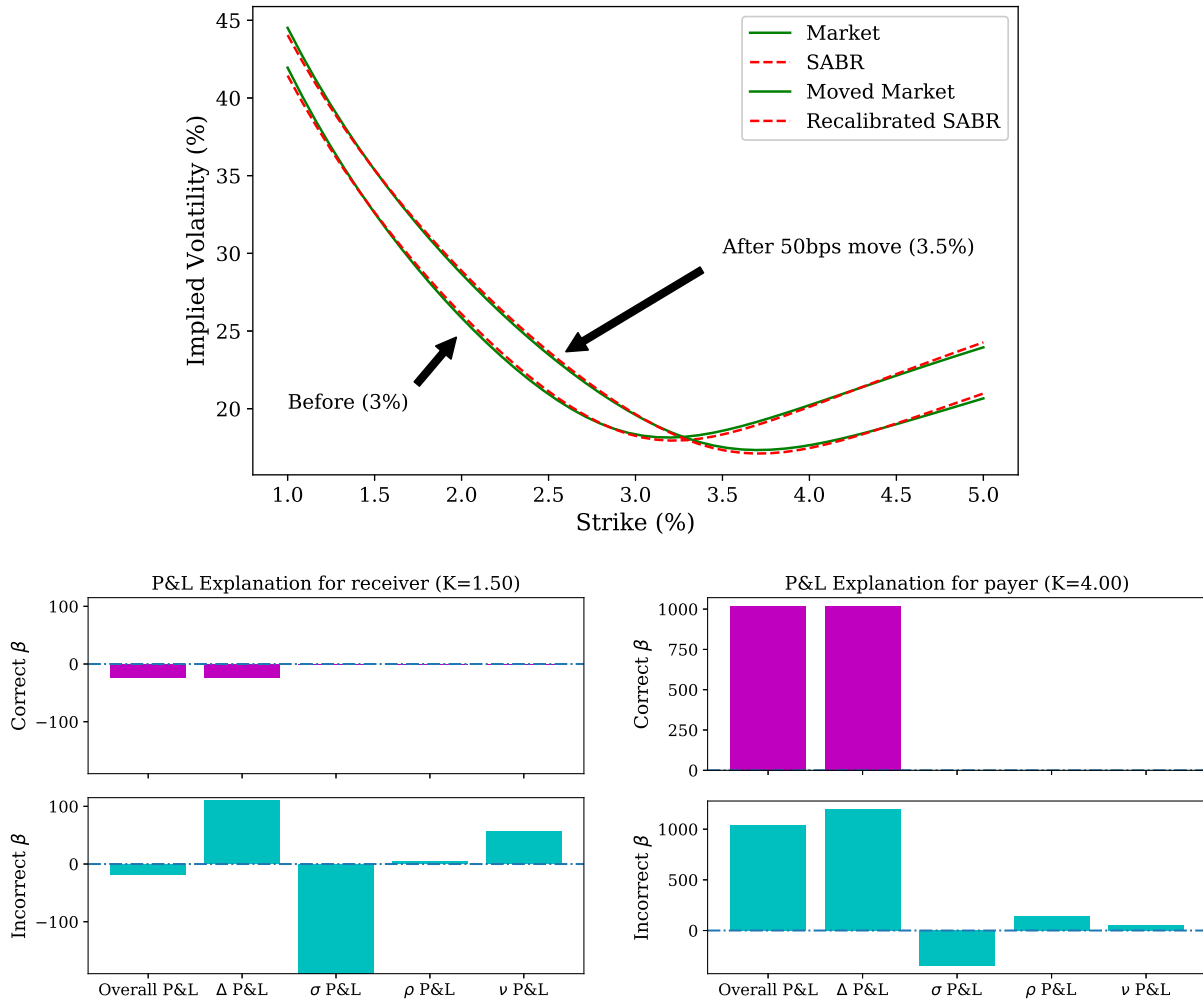 Market
SABR
Moved Market
Recalibrated SABR
45
40
35
30
25
20
Implied Volatility (%)
After 50bps move (3.5%)
Before (3%)
1.0 1.5 2.0 2.5 3.0 3.5 4.0 4.5 5.0
Strike (%)
P&L Explanation for receiver (K=1.50)
100
0
−100
Correct β
100
0
−100
Incorrect β
Overall P&L Δ P&L σ P&L ρ P&L ν P&L
P&L Explanation for payer (K=4.00)
1000
750
500
250
0
Correct β
1000
500
0
Incorrect β
Overall P&L Δ P&L σ P&L ρ P&L ν P&L